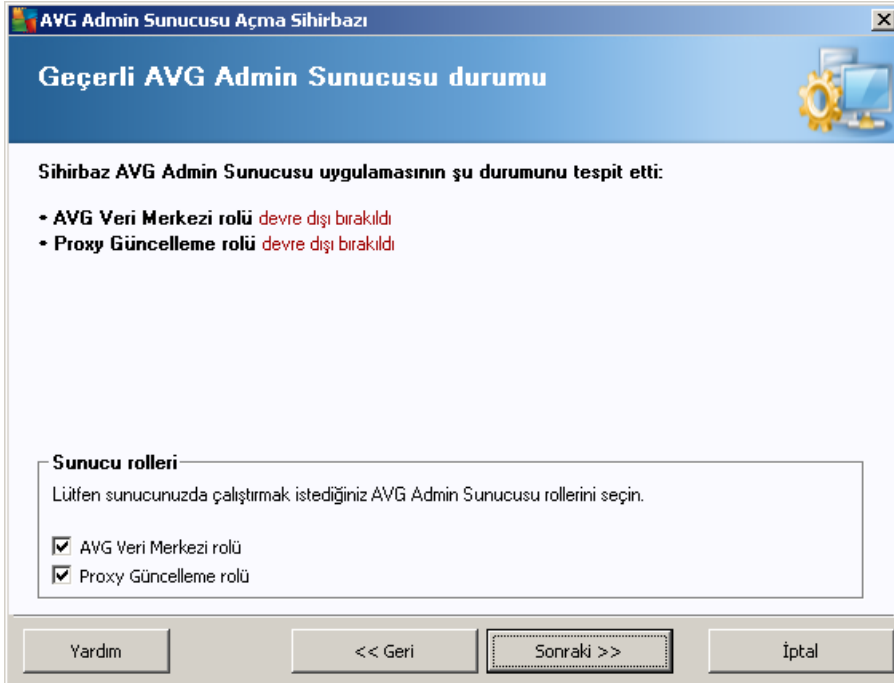 AVG Admin Sunucusu Açma Sihirbazı
Geçerli AVG Admin Sunucusu durumu
Sihirbaz AVG Admin Sunucusu uygulamasının şu durumunu tespit etti:
• AVG Veri Merkezi rolü devre dışı bırakıldı
• Proxy Güncelleme rolü devre dışı bırakıldı
Sunucu rolleri
Lütfen sunucunuzda çalıştırmak istediğiniz AVG Admin Sunucusu rollerini seçin.
AVG Veri Merkezi rolü
Proxy Güncelleme rolü
Yardım << Geri Sonraki >> İptal